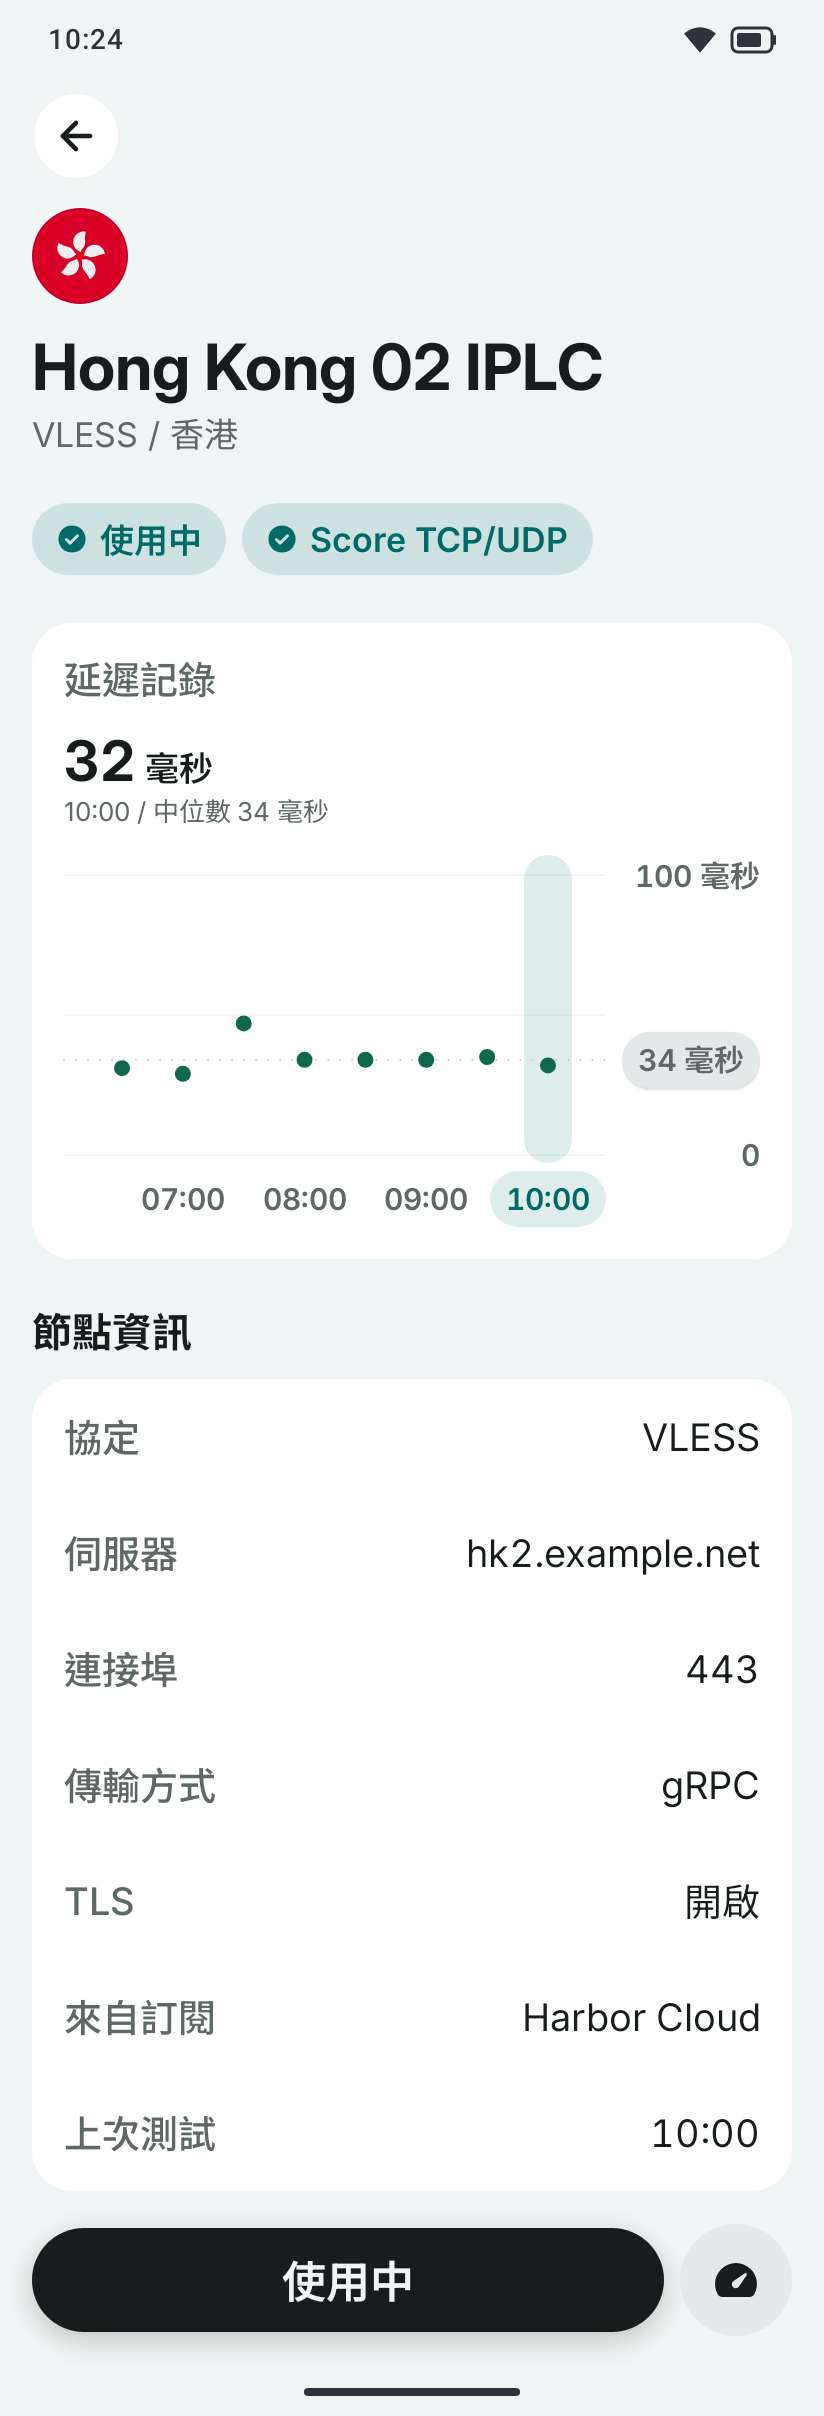 10:24
Hong Kong 02 IPLC
VLESS / 香港
使用中
Score TCP/UDP
延遲記錄
32 毫秒
10:00 / 中位數 34 毫秒
100 毫秒
34 毫秒
0
07:00 08:00 09:00 10:00
節點資訊
協定 VLESS
伺服器 hk2.example.net
連接埠 443
傳輸方式 gRPC
TLS 開啟
來自訂閱 Harbor Cloud
上次測試 10:00
使用中